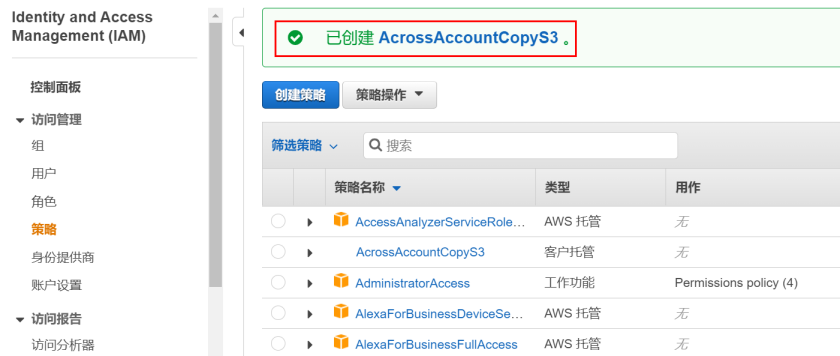 Identity and Access
Management (IAM)
控制面板
访问管理
组
用户
角色
策略
身份提供商
账户设置
访问报告
访问分析器
已创建 AcrossAccountCopyS3 。
创建策略 策略操作
筛选策略 搜索
策略名称 类型 用作
AccessAnalyzerServiceRole... AWS 托管 无
AcrossAccountCopyS3 客户托管 无
AdministratorAccess 工作功能 Permissions policy (4)
AlexaForBusinessDeviceSe... AWS 托管 无
AlexaForBusinessFullAccess AWS 托管 无